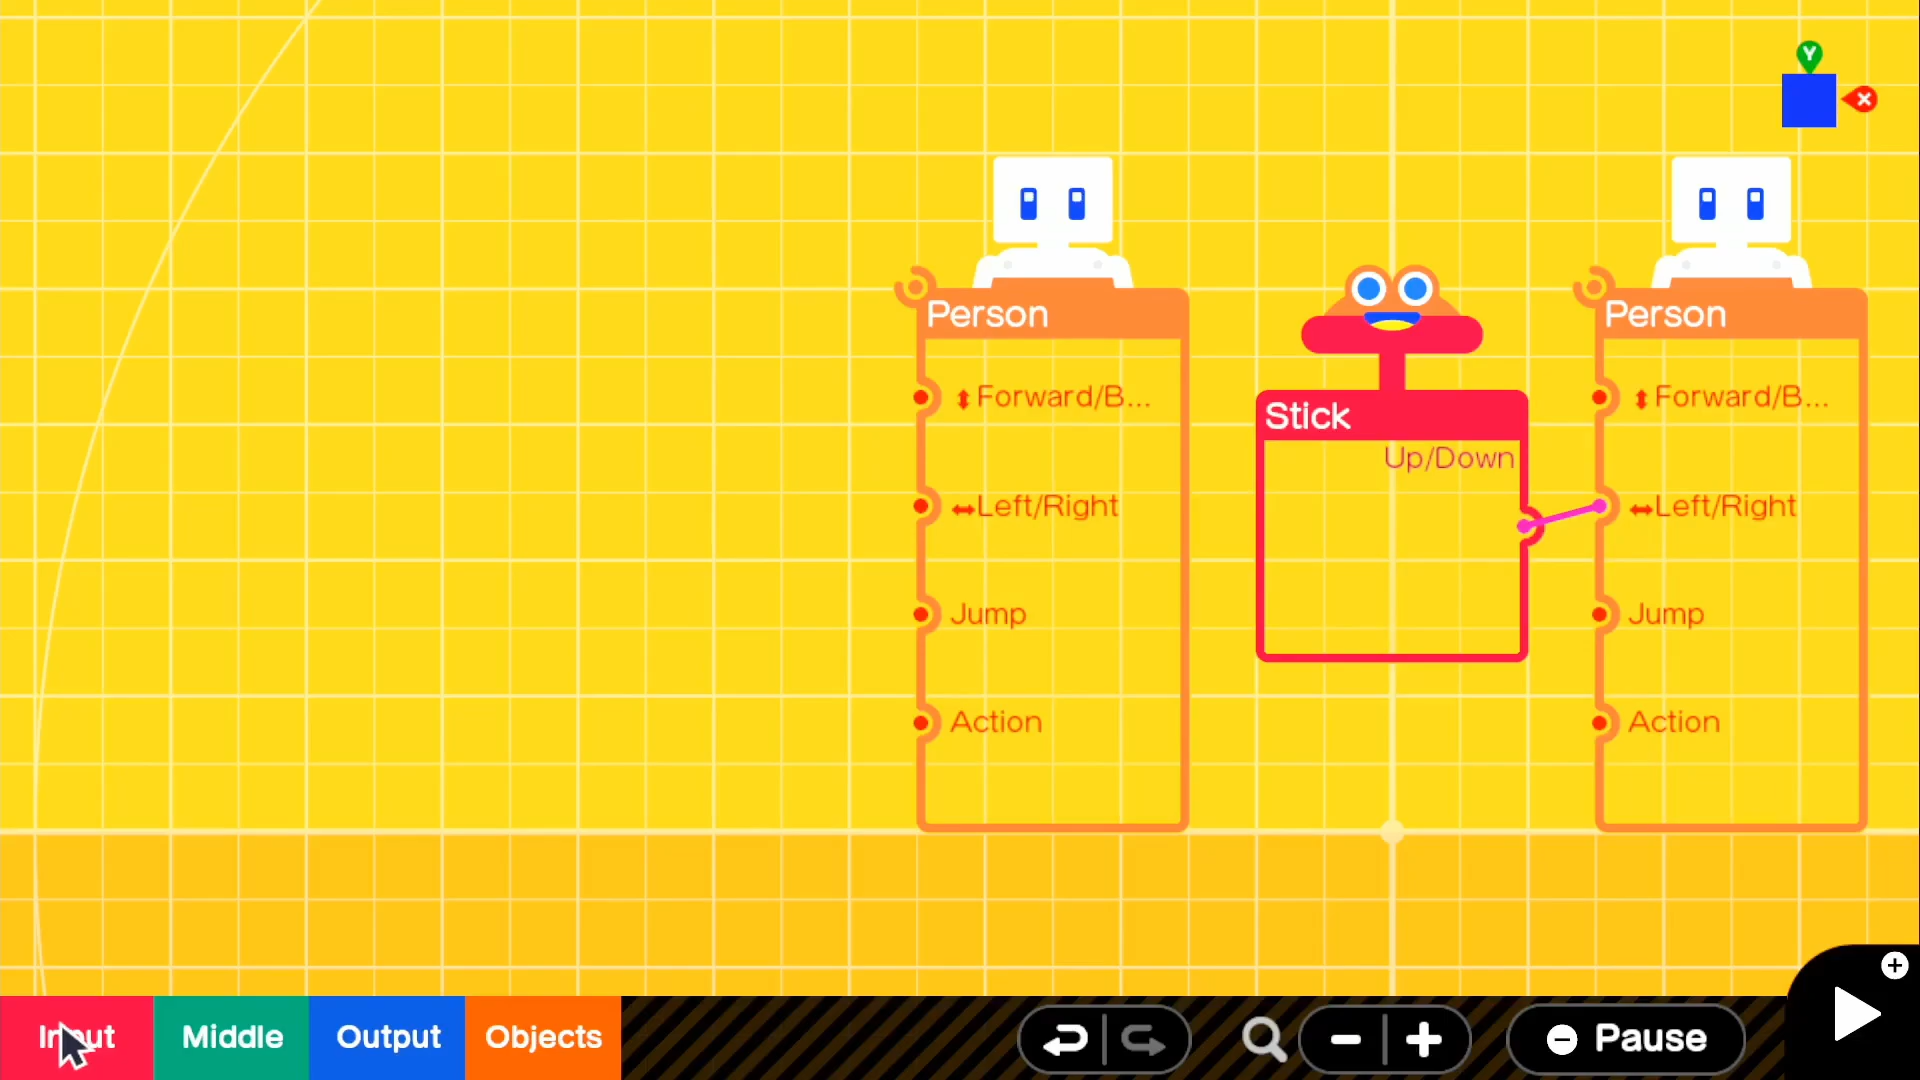 Y
X
Person
Forward/B...
Left/Right
Jump
Action
Stick
Up/Down
Person
Forward/B...
Left/Right
Jump
Action
Input
Middle
Output
Objects
Pause